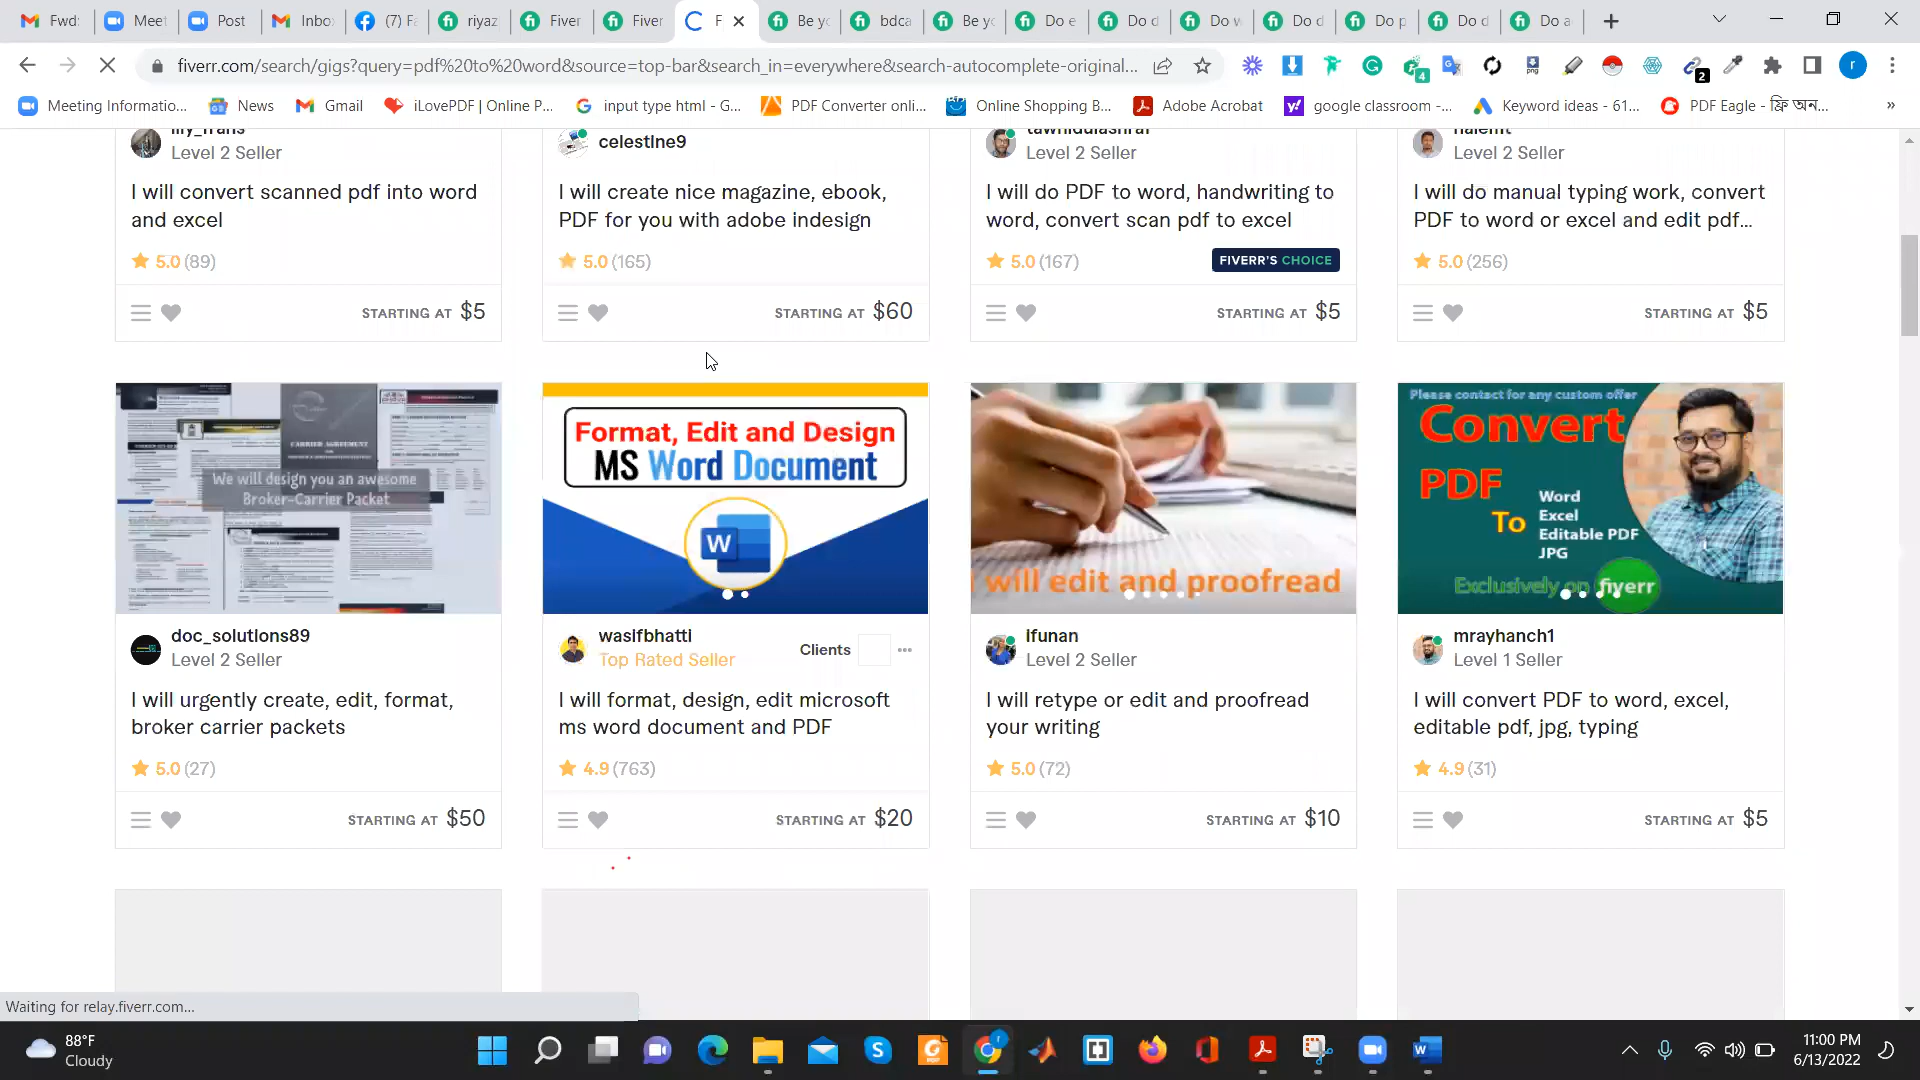 Fwd:
Meet
Post
Inbo
(7) Fa
riyaz
Fiver
Fiver
F
Be yo
bdca
Be yo
Do e
Do d
Do w
Do d
Do p
Do d
Do a
fiverr.com/search/gigs?query=pdf%20to%20word&source=top-bar&search_in=everywhere&search-autocomplete-original...
Meeting Informatio...
News
Gmail
iLovePDF | Online P...
input type html - G...
PDF Converter onli...
Online Shopping B...
Adobe Acrobat
google classroom -...
Keyword ideas - 61...
PDF Eagle - ফ্রি অন...
»
lily_frans
Level 2 Seller
I will convert scanned pdf into word
and excel
5.0 (89)
STARTING AT $5
celestine9
I will create nice magazine, ebook,
PDF for you with adobe indesign
5.0 (165)
STARTING AT $60
tawhidulashraf
Level 2 Seller
I will do PDF to word, handwriting to
word, convert scan pdf to excel
5.0 (167)
FIVERR'S CHOICE
STARTING AT $5
Level 2 Seller
I will do manual typing work, convert
PDF to word or excel and edit pdf...
5.0 (256)
STARTING AT $5
CARRIER AGREEMENT
We will design you an awesome
Broker-Carrier Packet
doc_solutions89
Level 2 Seller
I will urgently create, edit, format,
broker carrier packets
5.0 (27)
STARTING AT $50
Format, Edit and Design
MS Word Document
W
wasifbhatti
Top Rated Seller
Clients
I will format, design, edit microsoft
ms word document and PDF
4.9 (763)
STARTING AT $20
I will edit and proofread
ifunan
Level 2 Seller
I will retype or edit and proofread
your writing
5.0 (72)
STARTING AT $10
Please contact for any custom offer
Convert
PDF
To
Word
Excel
Editable PDF
JPG
Exclusively on fiverr
mrayhanch1
Level 1 Seller
I will convert PDF to word, excel,
editable pdf, jpg, typing
4.9 (31)
STARTING AT $5
Waiting for relay.fiverr.com...
88°F
Cloudy
11:00 PM
6/13/2022